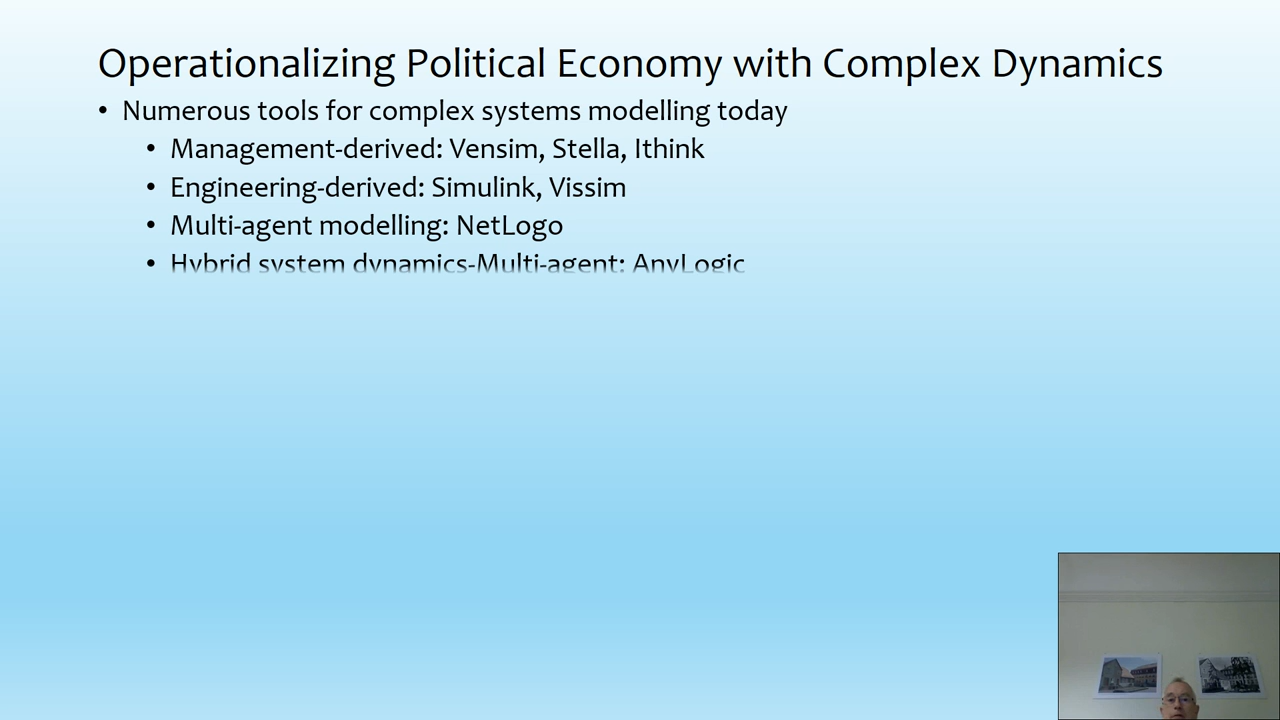 Operationalizing Political Economy with Complex Dynamics
• Numerous tools for complex systems modelling today
• Management-derived: Vensim, Stella, Ithink
• Engineering-derived: Simulink, Vissim
• Multi-agent modelling: NetLogo
• Hybrid system dynamics-Multi-agent: AnyLogic